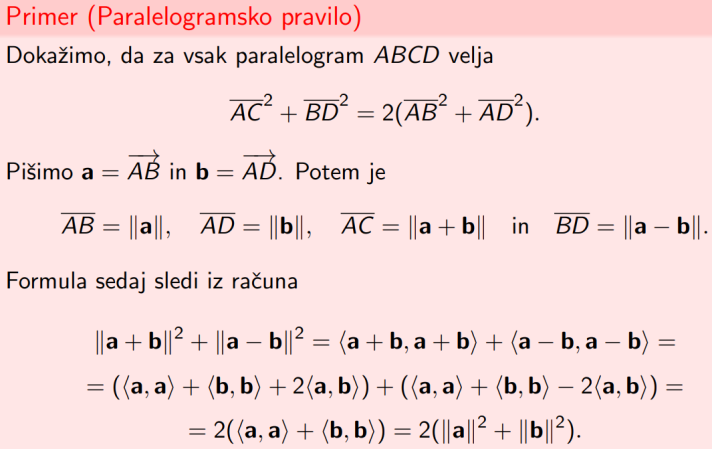 Primer (Paralelogramsko pravilo)
Dokažimo, da za vsak paralelogram ABCD velja
$\overline{AC}^2 + \overline{BD}^2 = 2(\overline{AB}^2 + \overline{AD}^2).$
Pišimo $\mathbf{a} = \overrightarrow{AB}$ in $\mathbf{b} = \overrightarrow{AD}$. Potem je
$\overline{AB} = \|\mathbf{a}\|, \quad \overline{AD} = \|\mathbf{b}\|, \quad \overline{AC} = \|\mathbf{a} + \mathbf{b}\| \quad \text{in} \quad \overline{BD} = \|\mathbf{a} - \mathbf{b}\|.$
Formula sedaj sledi iz računa
$\|\mathbf{a} + \mathbf{b}\|^2 + \|\mathbf{a} - \mathbf{b}\|^2 = \langle \mathbf{a} + \mathbf{b}, \mathbf{a} + \mathbf{b} \rangle + \langle \mathbf{a} - \mathbf{b}, \mathbf{a} - \mathbf{b} \rangle =$
$= (\langle \mathbf{a}, \mathbf{a} \rangle + \langle \mathbf{b}, \mathbf{b} \rangle + 2\langle \mathbf{a}, \mathbf{b} \rangle) + (\langle \mathbf{a}, \mathbf{a} \rangle + \langle \mathbf{b}, \mathbf{b} \rangle - 2\langle \mathbf{a}, \mathbf{b} \rangle) =$
$= 2(\langle \mathbf{a}, \mathbf{a} \rangle + \langle \mathbf{b}, \mathbf{b} \rangle) = 2(\|\mathbf{a}\|^2 + \|\mathbf{b}\|^2).$